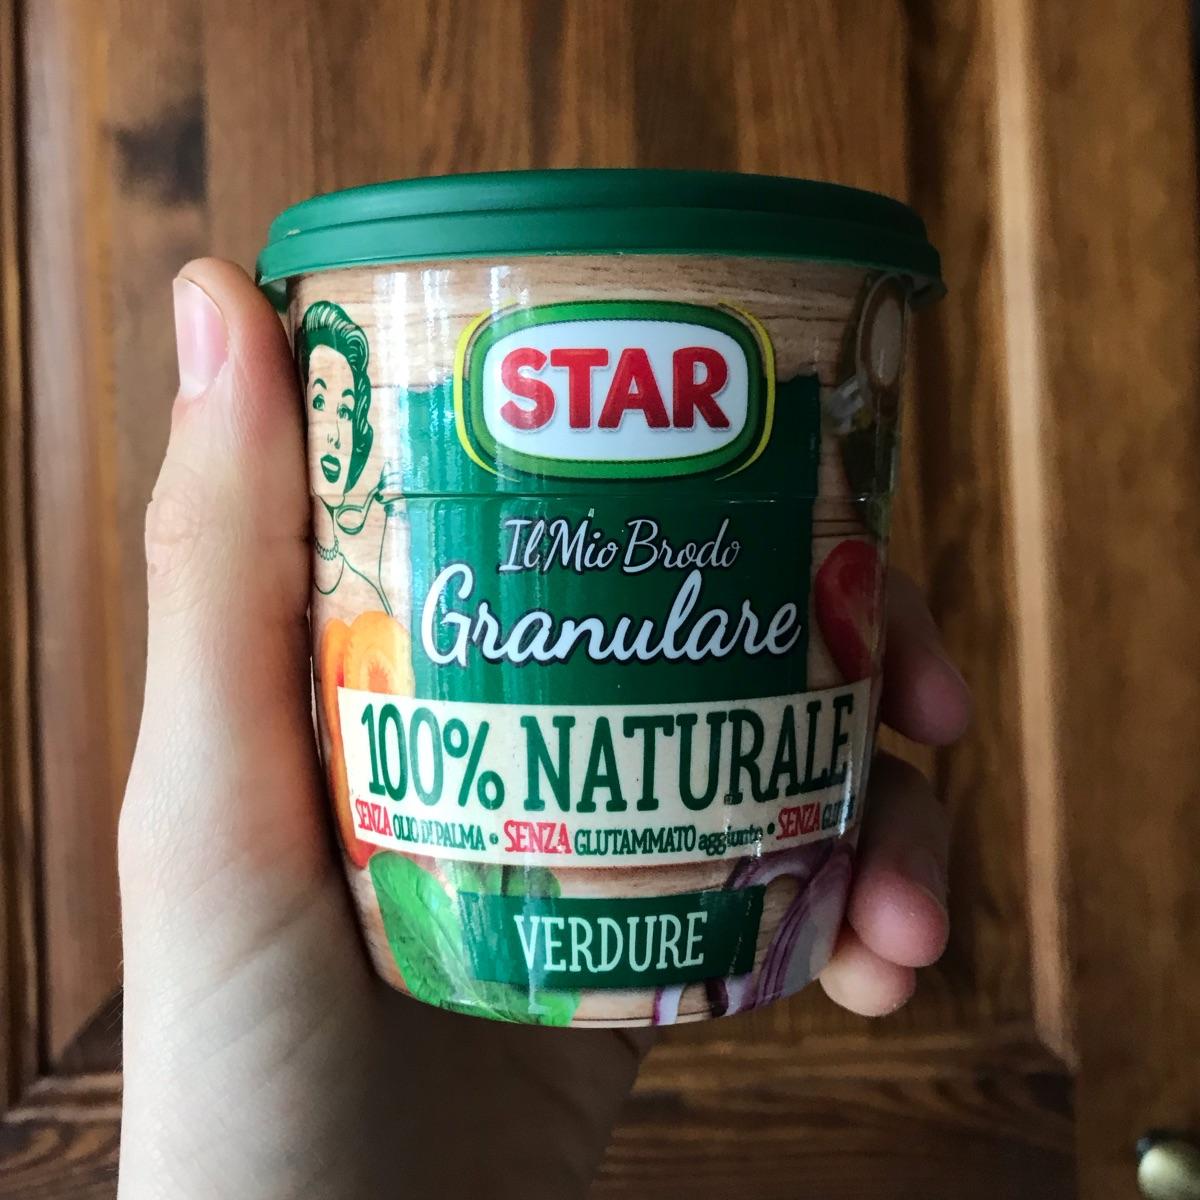 STAR
Il Mio Brodo
Granulare
100% NATURALE
SENZA OLIO DI PALMA • SENZA GLUTAMMATO aggiunto • SENZA
VERDURE